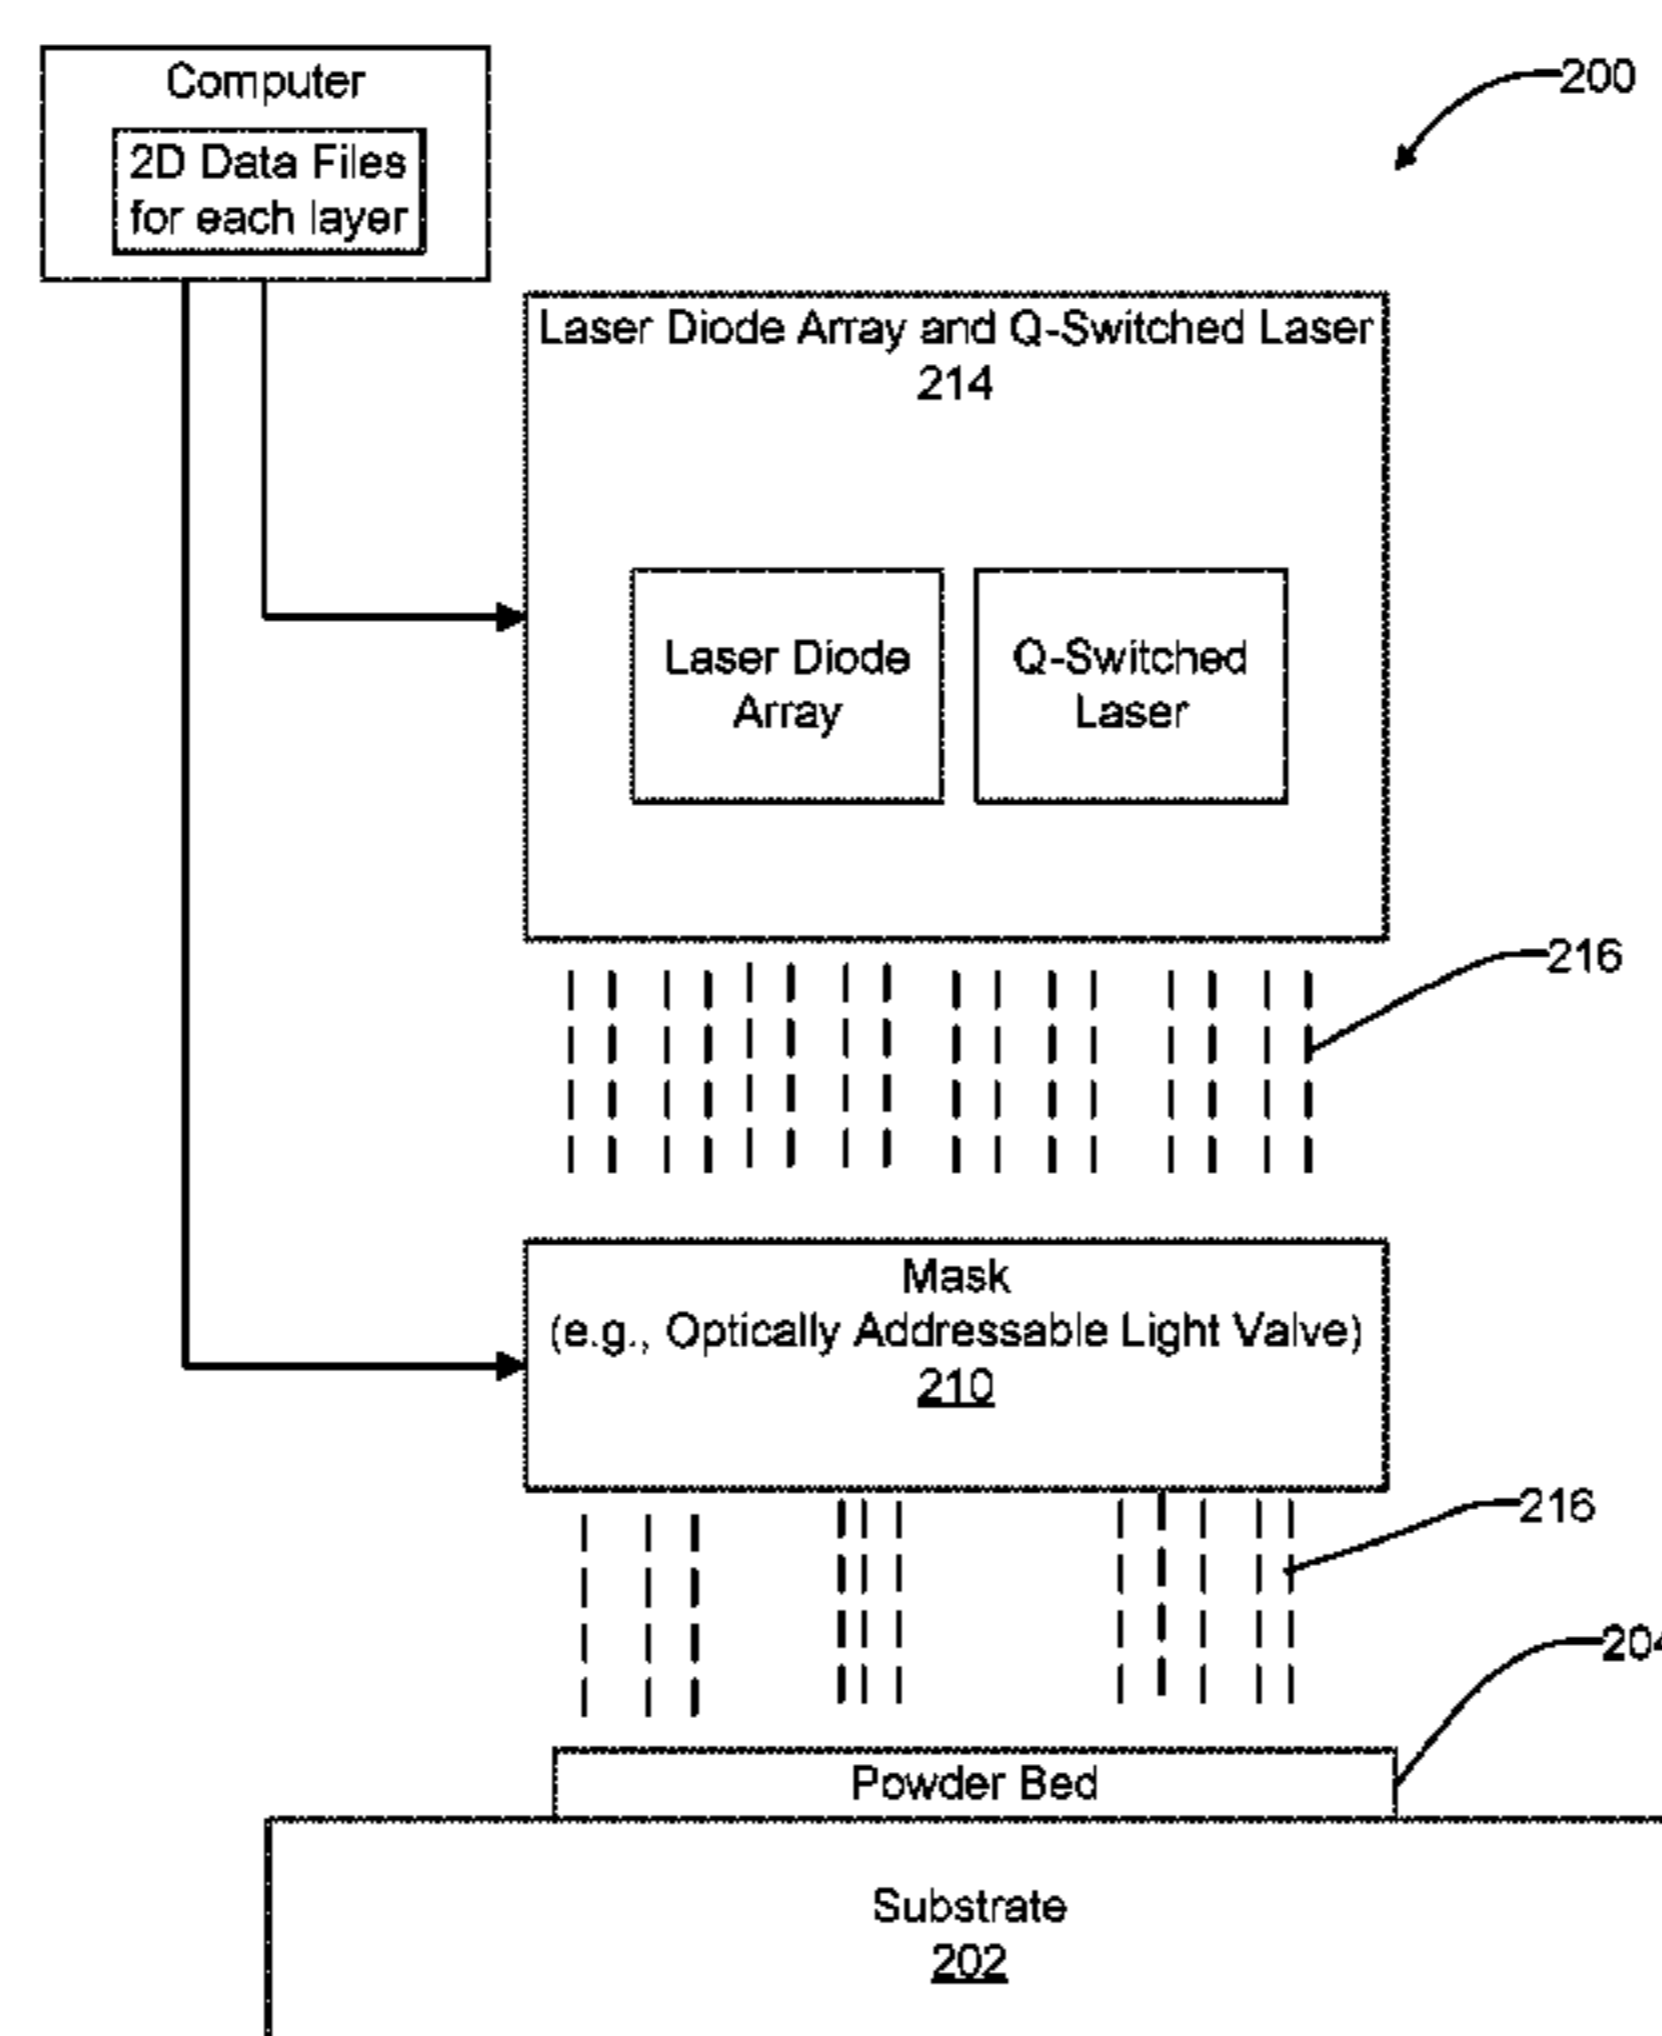 Computer
2D Data Files
for each layer
200
Laser Diode Array and Q-Switched Laser
214
Laser Diode
Array
Q-Switched
Laser
216
Mask
(e.g., Optically Addressable Light Valve)
210
216
204
Powder Bed
Substrate
202